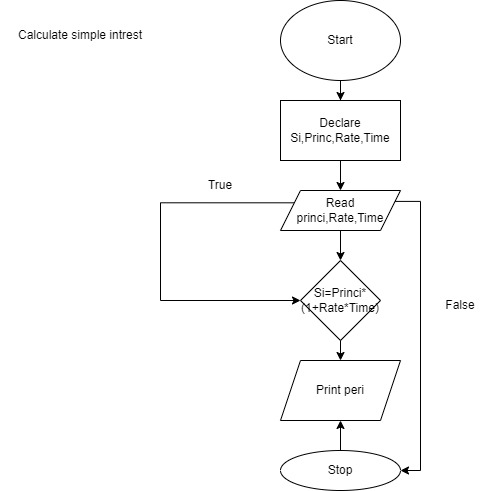 Calculate simple intrest
Start
Declare
Si,Princ,Rate,Time
True
Read
princi,Rate,Time
Si=Princi*
(1+Rate*Time)
False
Print peri
Stop